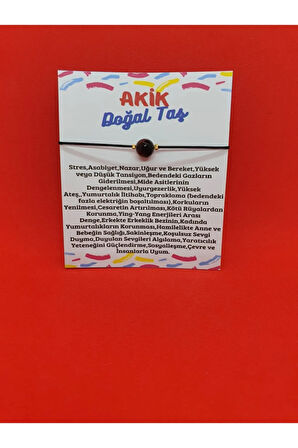 AKİK
Doğal Taş
Stres,Asabiyet,Nazar,Uğur ve Bereket,Yüksek
veya Düşük Tansiyon,Bedendeki Gazların
Giderilmesi,Mide Asitlerinin
Dengelenmesi,Uyurgezerlik,Yüksek
Ateş,,Yumurtalık İltihabı,Topraklama (bedendeki
fazla elektriğin boşaltılması),Korkuların
Yenilmesi,Cesaretin Artırılması,Kötü Rüyalardan
Korunma,Ying-Yang Enerjileri Arası
Denge,Erkekte Erkeklik Bezinin,Kadında
Yumurtalıkların Korunması,Hamilelikte Anne ve
Bebeğin Sağlığı,Sakinleşme,Koşulsuz Sevgi
Duyma,Duyulan Sevgileri Algılama,Yaratıcılık
Yeteneğini Güçlendirme,Sosyalleşme,Çevre ve
İnsanlarla Uyum.